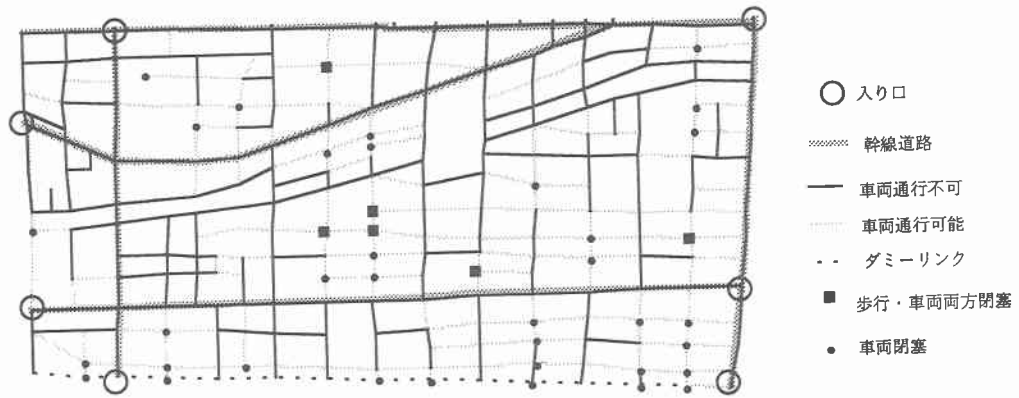 入り口
幹線道路
車両通行不可
車両通行可能
ダミーリンク
歩行・車両両方閉塞
車両閉塞